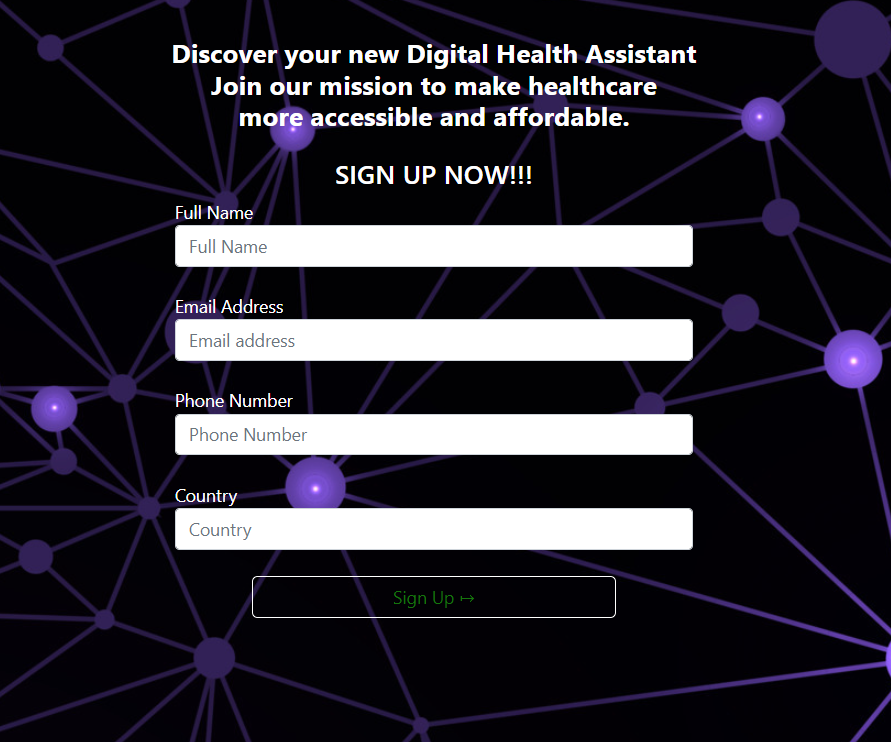 Discover your new Digital Health Assistant
Join our mission to make healthcare
more accessible and affordable.
SIGN UP NOW!!!
Full Name
Full Name
Email Address
Email address
Phone Number
Phone Number
Country
Country
Sign Up ↦